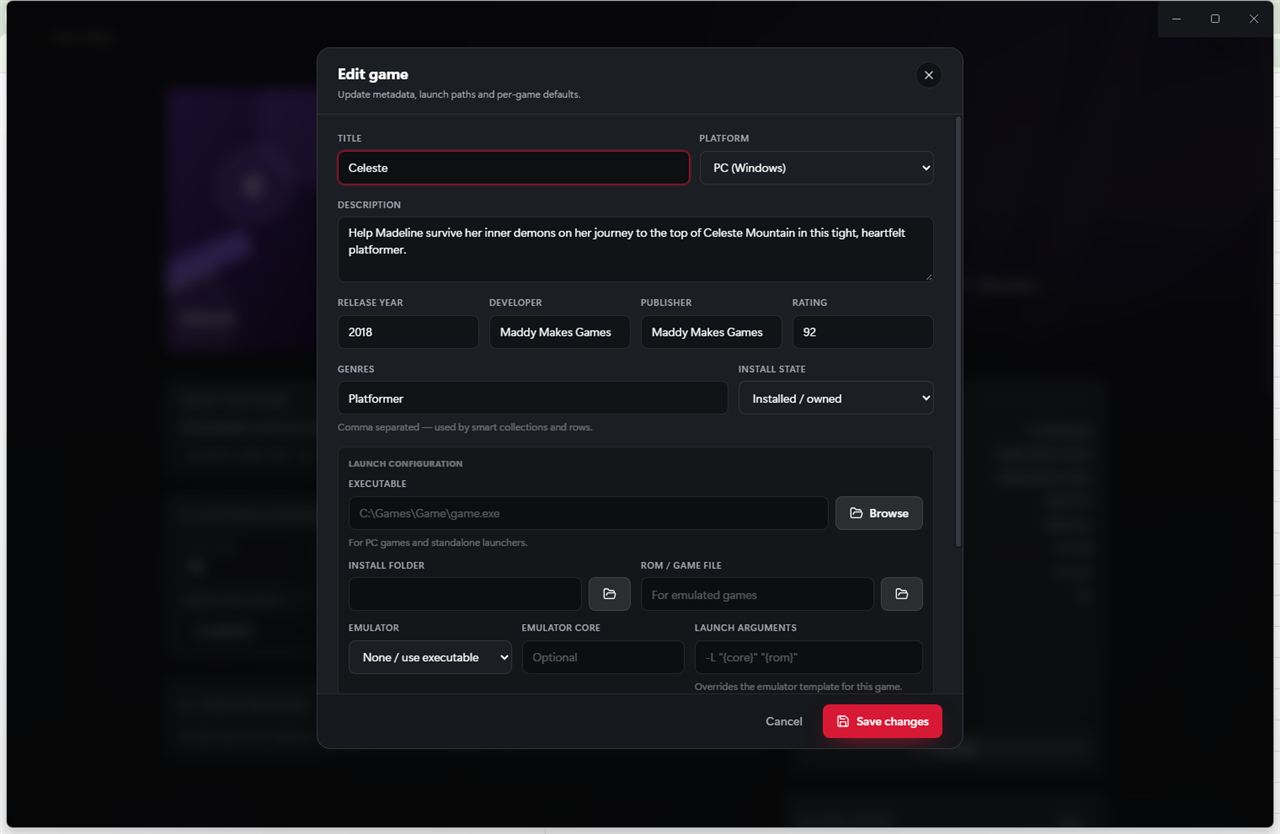 Edit game
Update metadata, launch paths and per-game defaults.
TITLE
PLATFORM
Celeste
PC (Windows)
DESCRIPTION
Help Madeline survive her inner demons on her journey to the top of Celeste Mountain in this tight, heartfelt
platformer.
RELEASE YEAR
DEVELOPER
PUBLISHER
RATING
2018
Maddy Makes Games
Maddy Makes Games
92
GENRES
INSTALL STATE
Platformer
Installed / owned
Comma separated — used by smart collections and rows.
LAUNCH CONFIGURATION
EXECUTABLE
C:\Games\Game\game.exe
Browse
For PC games and standalone launchers.
INSTALL FOLDER
ROM / GAME FILE
For emulated games
EMULATOR
EMULATOR CORE
LAUNCH ARGUMENTS
None / use executable
Optional
-L "{core}" "{rom}"
Overrides the emulator template for this game.
Cancel
Save changes